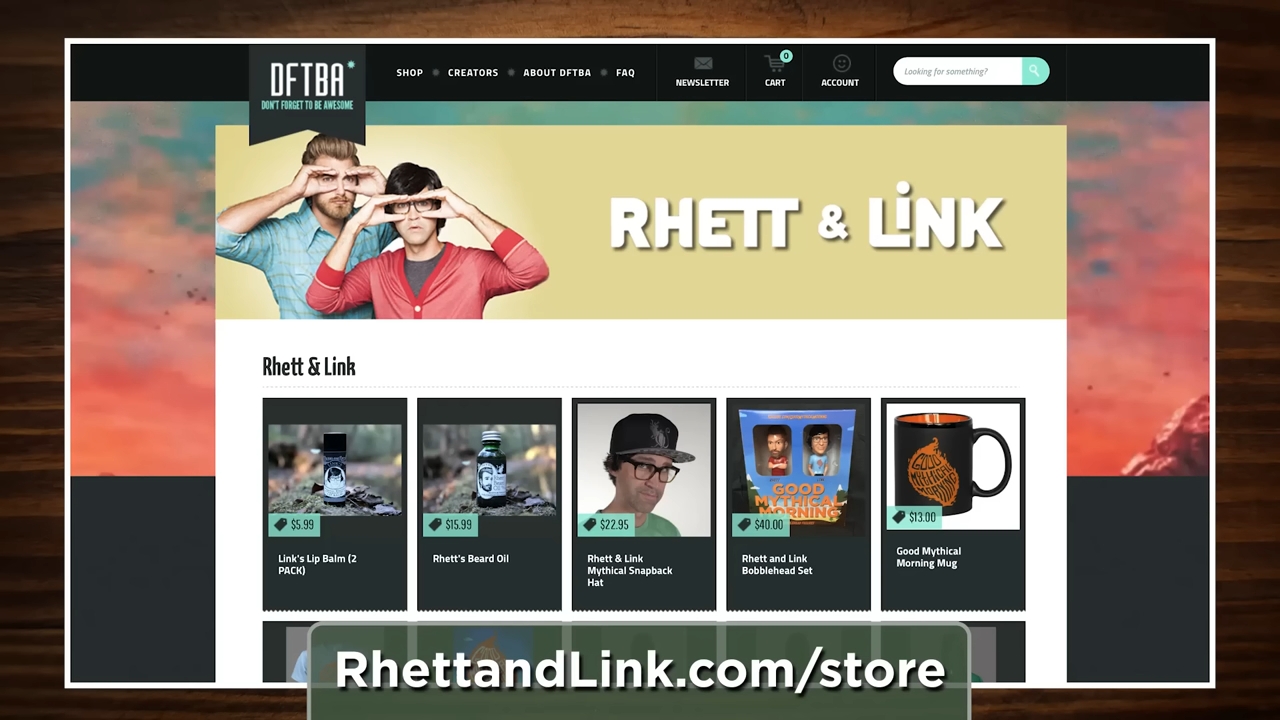 DFTBA
DON'T FORGET TO BE AWESOME
SHOP
CREATORS
ABOUT DFTBA
FAQ
NEWSLETTER
0
CART
ACCOUNT
Looking for something?
RHETT & LINK
Rhett & Link
$5.99
Link's Lip Balm (2
PACK)
$15.99
Rhett's Beard Oil
$22.95
Rhett & Link
Mythical Snapback
Hat
GOOD
MYTHICAL
MORNING
$40.00
Rhett and Link
Bobblehead Set
GOOD
MYTHICAL
MORNING
$13.00
Good Mythical
Morning Mug
RhettandLink.com/store